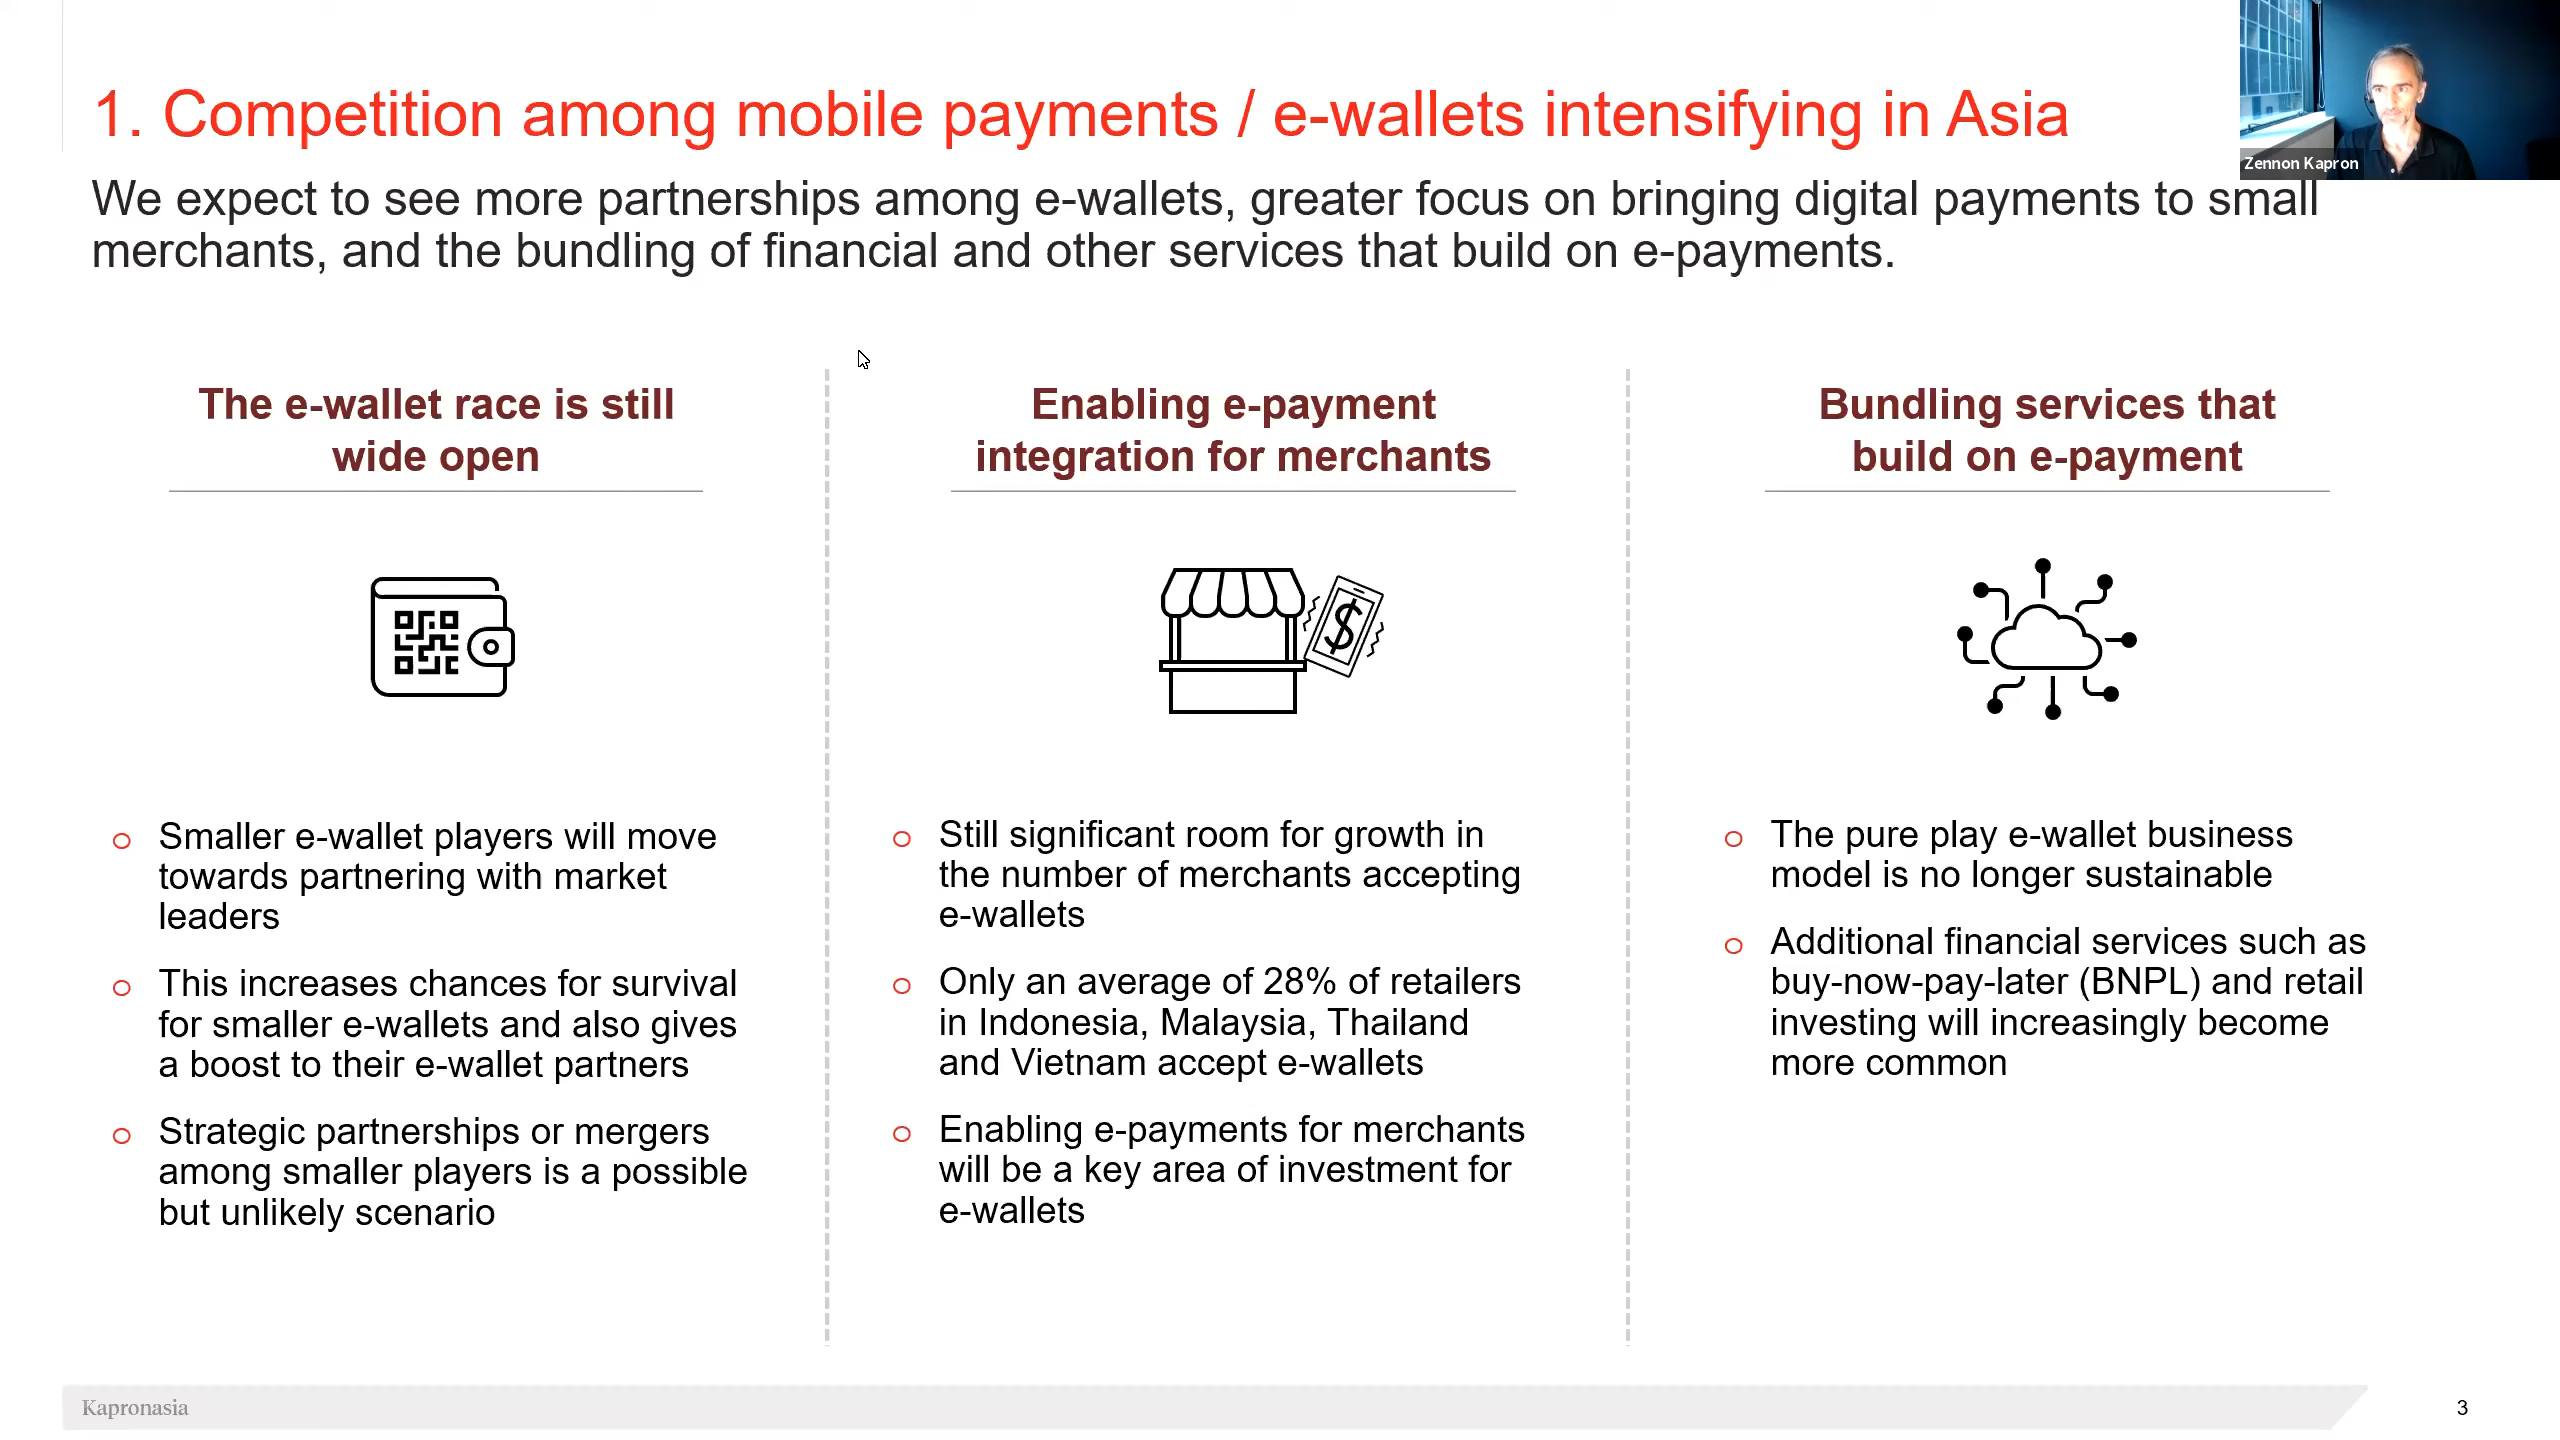 1. Competition among mobile payments / e-wallets intensifying in Asia
Zennon Kapron
We expect to see more partnerships among e-wallets, greater focus on bringing digital payments to small
merchants, and the bundling of financial and other services that build on e-payments.
The e-wallet race is still
wide open
Smaller e-wallet players will move
towards partnering with market
leaders
This increases chances for survival
for smaller e-wallets and also gives
a boost to their e-wallet partners
Strategic partnerships or mergers
among smaller players is a possible
but unlikely scenario
Enabling e-payment
integration for merchants
$
Still significant room for growth in
the number of merchants accepting
e-wallets
Only an average of 28% of retailers
in Indonesia, Malaysia, Thailand
and Vietnam accept e-wallets
Enabling e-payments for merchants
will be a key area of investment for
e-wallets
Bundling services that
build on e-payment
The pure play e-wallet business
model is no longer sustainable
Additional financial services such as
buy-now-pay-later (BNPL) and retail
investing will increasingly become
more common
Kapronasia
3